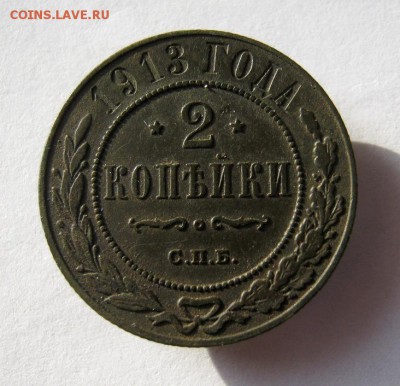 COINS.LAVE.RU
1913 ГОДА
2
КОПѢЙКИ
С.П.Б.